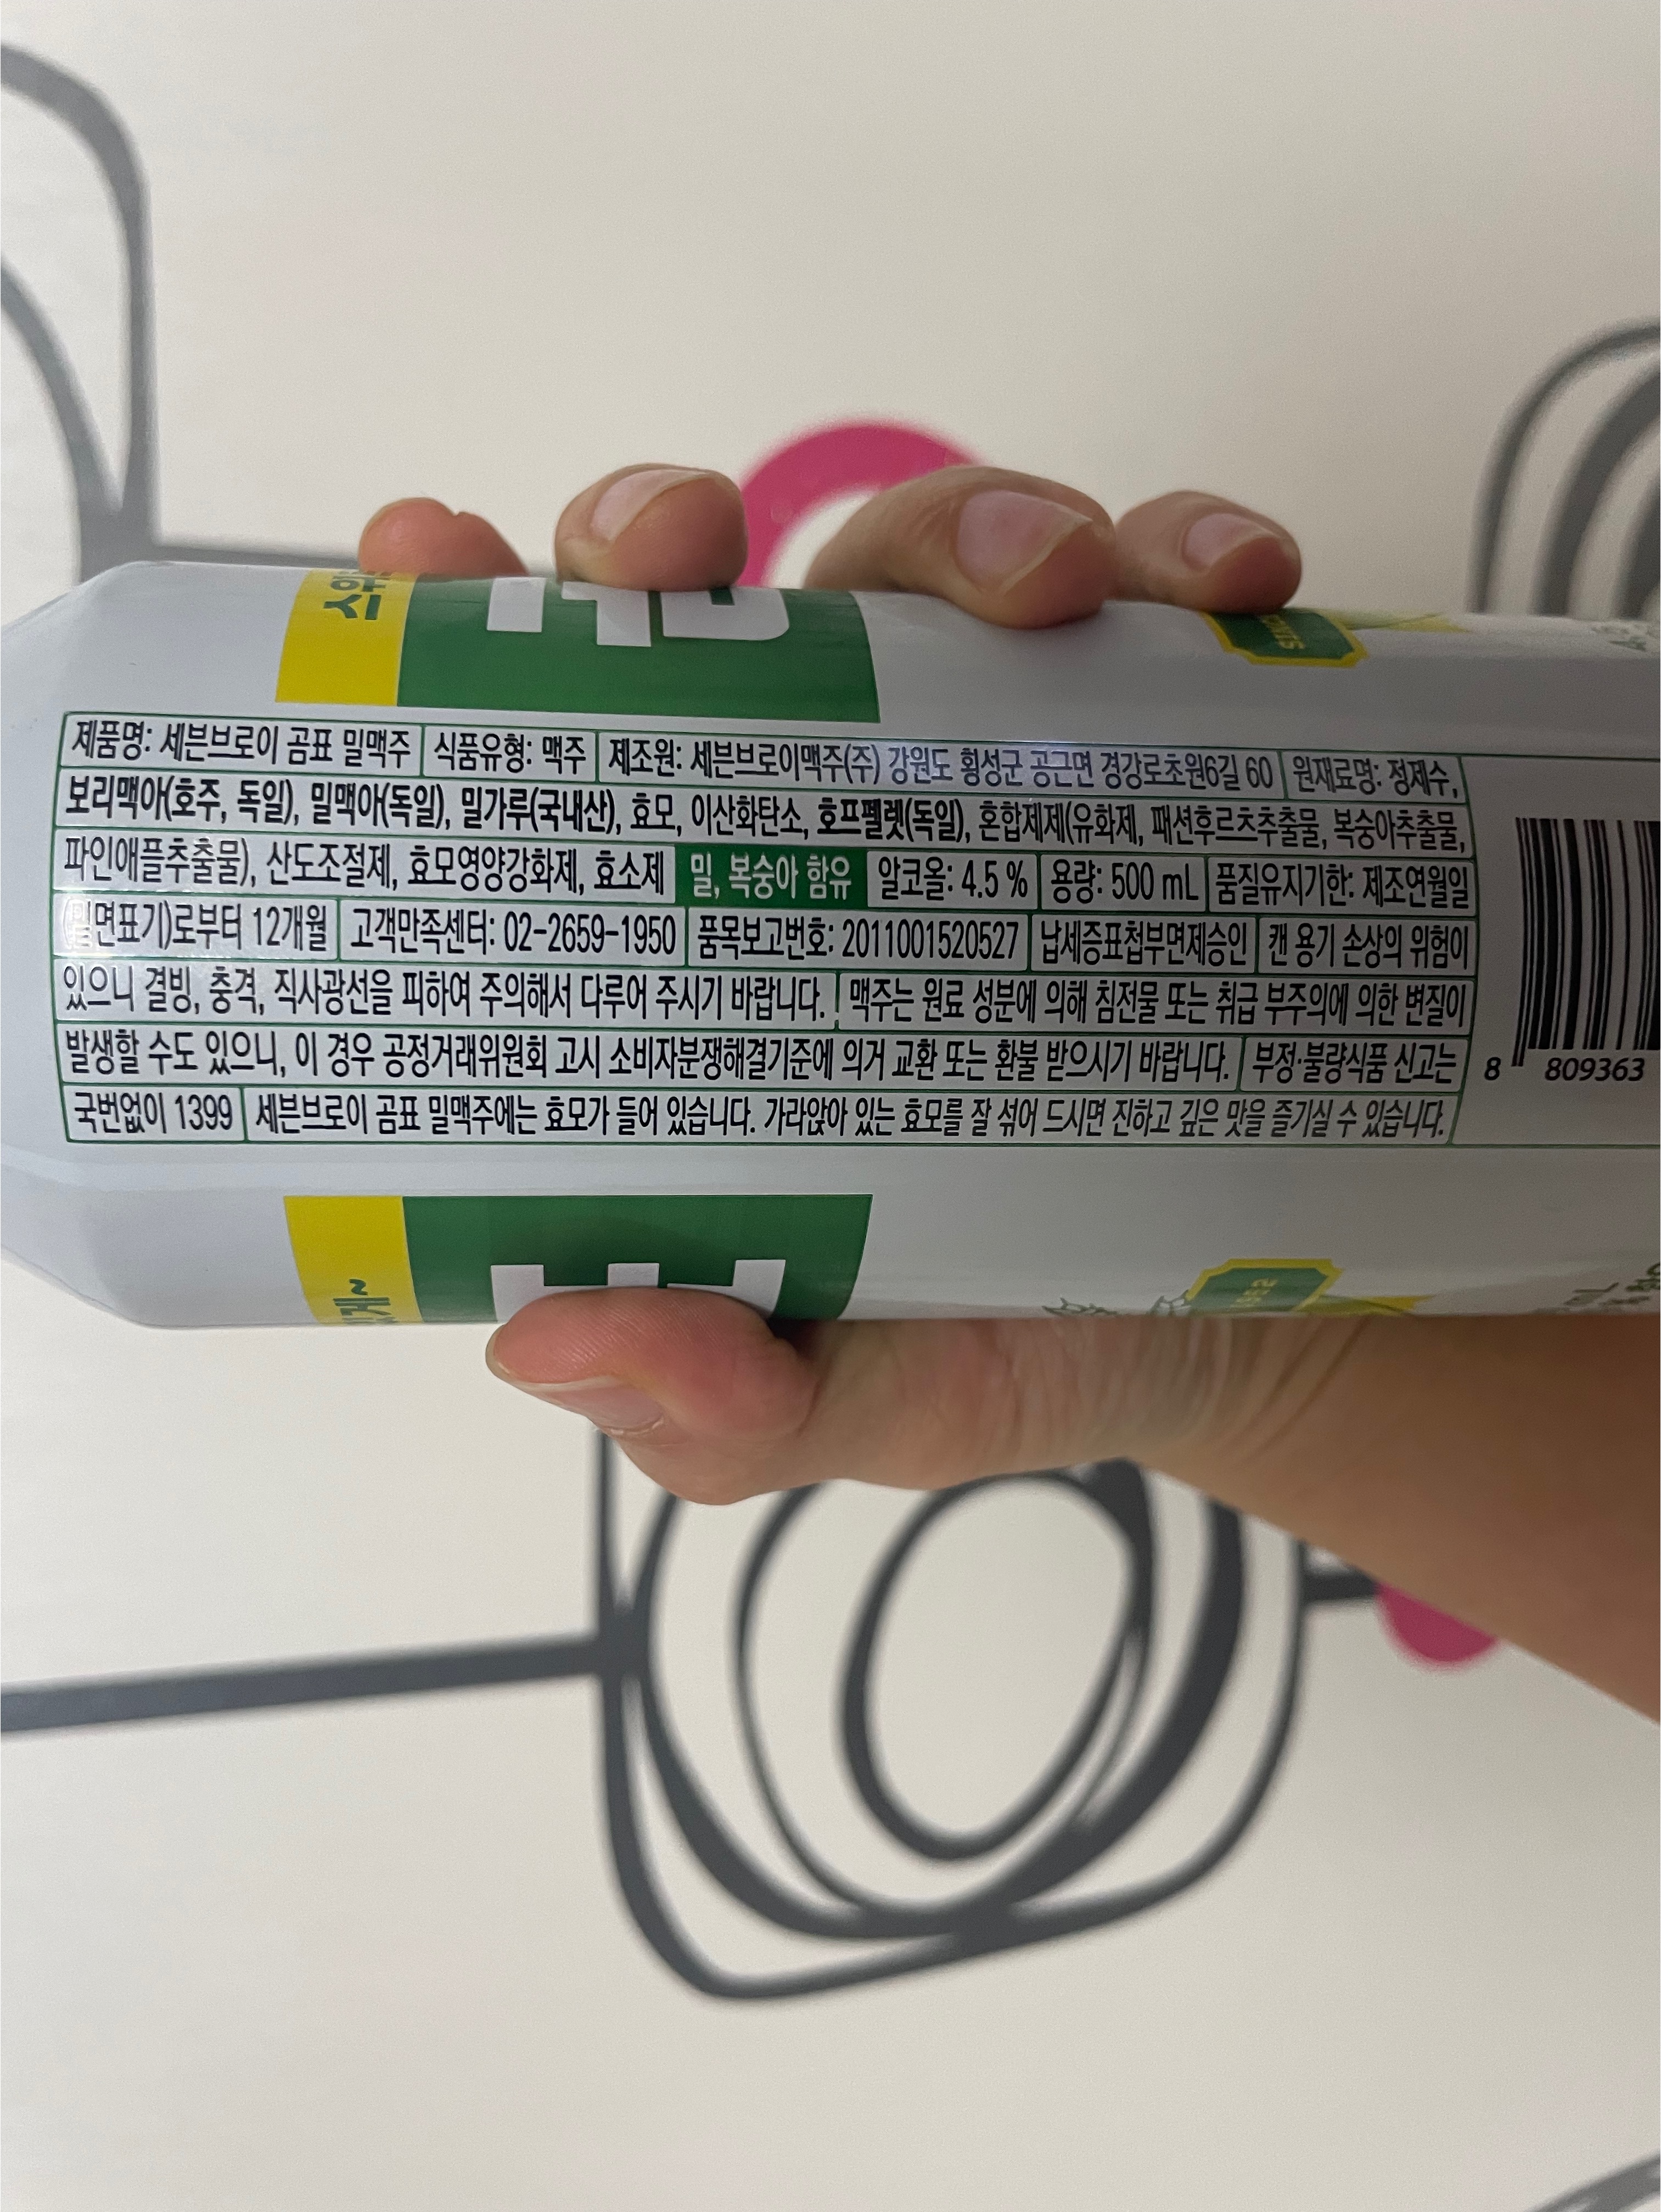 제품명: 세븐브로이 곰표 밀맥주 식품유형: 맥주 제조원: 세븐브로이맥주(주) 강원도 횡성군 공근면 경강로초원6길 60 원재료명: 정제수,
보리맥아(호주, 독일), 밀맥아(독일), 밀가루(국내산), 효모, 이산화탄소, 호프펠렛(독일), 혼합제제(유화제, 패션후르츠추출물, 복숭아추출물,
파인애플추출물), 산도조절제, 효모영양강화제, 효소제 밀, 복숭아 함유 알코올: 4.5 % 용량: 500 mL 품질유지기한: 제조연월일
(밑면표기)로부터 12개월 고객만족센터: 02-2659-1950 품목보고번호: 2011001520527 납세증표첩부면제승인 캔 용기 손상의 위험이
있으니 결빙, 충격, 직사광선을 피하여 주의해서 다루어 주시기 바랍니다. 맥주는 원료 성분에 의해 침전물 또는 취급 부주의에 의한 변질이
발생할 수도 있으니, 이 경우 공정거래위원회 고시 소비자분쟁해결기준에 의거 교환 또는 환불 받으시기 바랍니다. 부정·불량식품 신고는
국번없이 1399 세븐브로이 곰표 밀맥주에는 효모가 들어 있습니다. 가라앉아 있는 효모를 잘 섞어 드시면 진하고 깊은 맛을 즐기실 수 있습니다.
8 809363